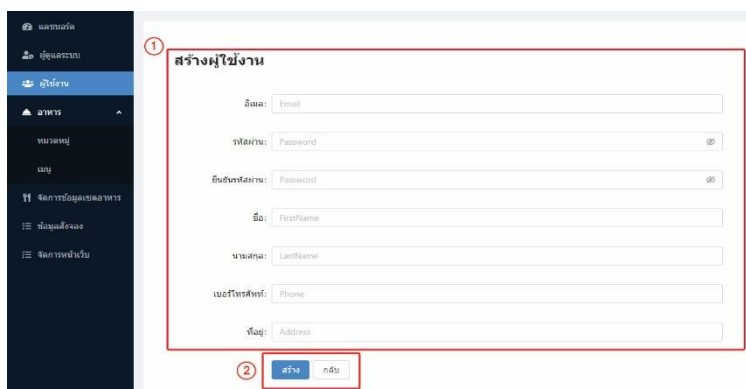 แดชบอร์ด
ผู้ดูแลระบบ
ผู้ใช้งาน
อาหาร
หมวดหมู่
เมนู
จัดการข้อมูลเซตอาหาร
ข้อมูลสั่งจอง
จัดการหน้าเว็บ
1
สร้างผู้ใช้งาน
อีเมล: Email
รหัสผ่าน: Password
ยืนยันรหัสผ่าน: Password
ชื่อ: FirstName
นามสกุล: LastName
เบอร์โทรศัพท์: Phone
ที่อยู่: Address
2
สร้าง กลับ